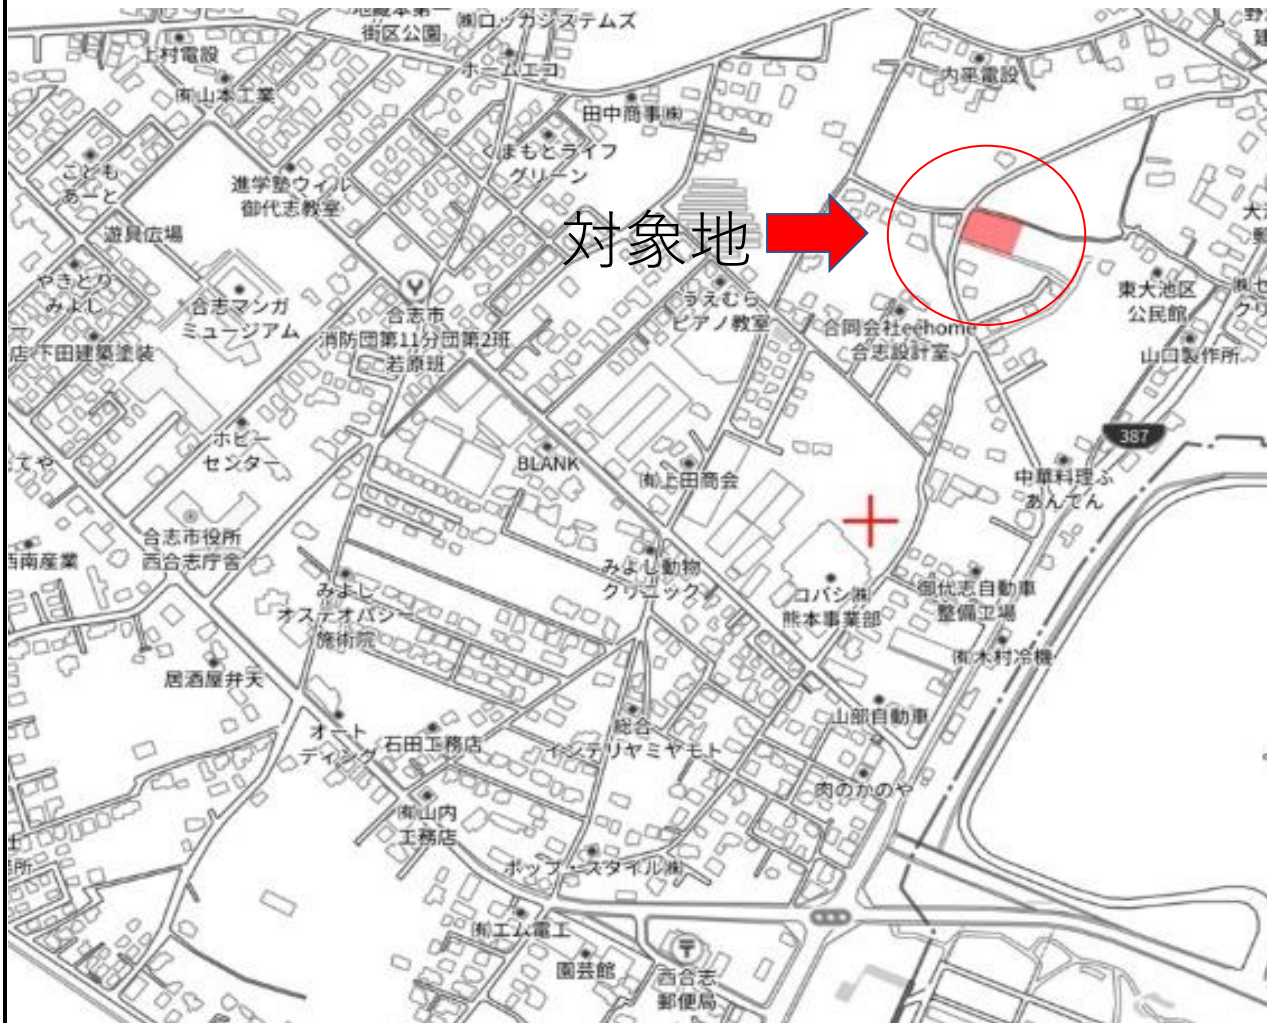 街区公園
㈱ロッカシステムズ
上村電設
ホームエコ
㈲山本工業
内平電設
田中商事㈱
くまもとライフ
グリーン
こども
あーと
進学塾ウィル
御代志教室
対象地
遊具広場
やきとり
みよし
合志マンガ
ミュージアム
下田建築塗装
合志市
消防団第11分団第2班
若原班
うえむら
ピアノ教室
合同会社eehome
合志設計室
東大池区
公民館
山口製作所
387
ホビー
センター
BLANK
㈲上田商会
中華料理ふ
あんてん
合志市役所
西合志庁舎
西南産業
みよし
オステオパシー
施術院
みよし動物
クリニック
コバシ㈱
熊本事業部
御代志自動車
整備工場
㈲木村冷機
居酒屋弁天
オート
ディング
石田工務店
総合
インテリヤミヤモト
山部自動車
肉のかのや
㈲山内
工務店
ポップ・スタイル㈱
㈲エム電工
園芸館
西合志
郵便局